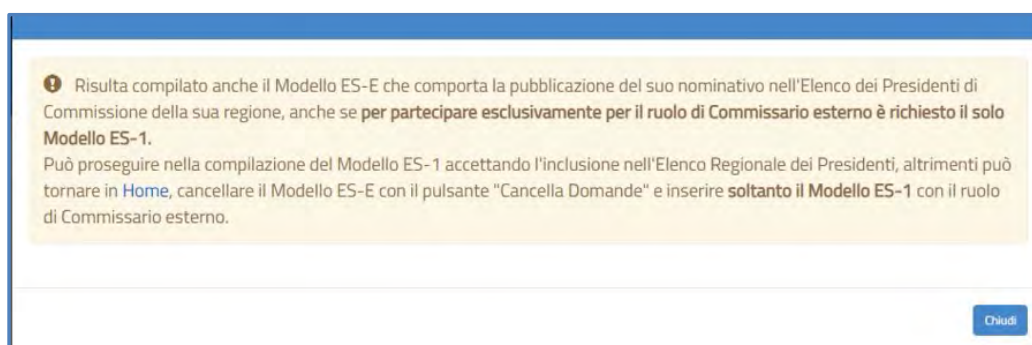 Risulta compilato anche il Modello ES-E che comporta la pubblicazione del suo nominativo nell'Elenco dei Presidenti di
Commissione della sua regione, anche se per partecipare esclusivamente per il ruolo di Commissario esterno è richiesto il solo
Modello ES-1.
Può proseguire nella compilazione del Modello ES-1 accettando l'inclusione nell'Elenco Regionale dei Presidenti, altrimenti può
tornare in Home, cancellare il Modello ES-E con il pulsante "Cancella Domande" e inserire soltanto il Modello ES-1 con il ruolo
di Commissario esterno.
Chiudi